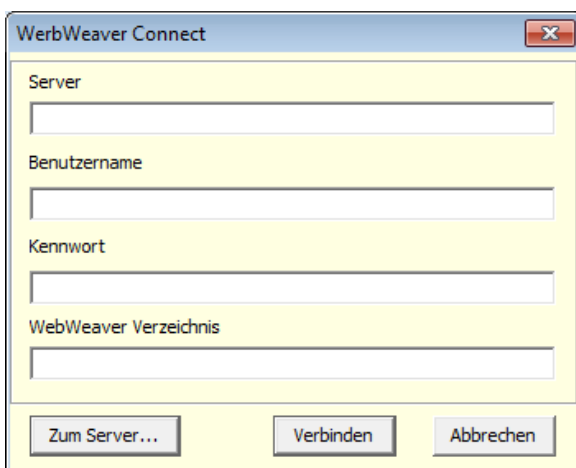 WerbWeaver Connect
Server
Benutzername
Kennwort
WebWeaver Verzeichnis
Zum Server... Verbinden Abbrechen